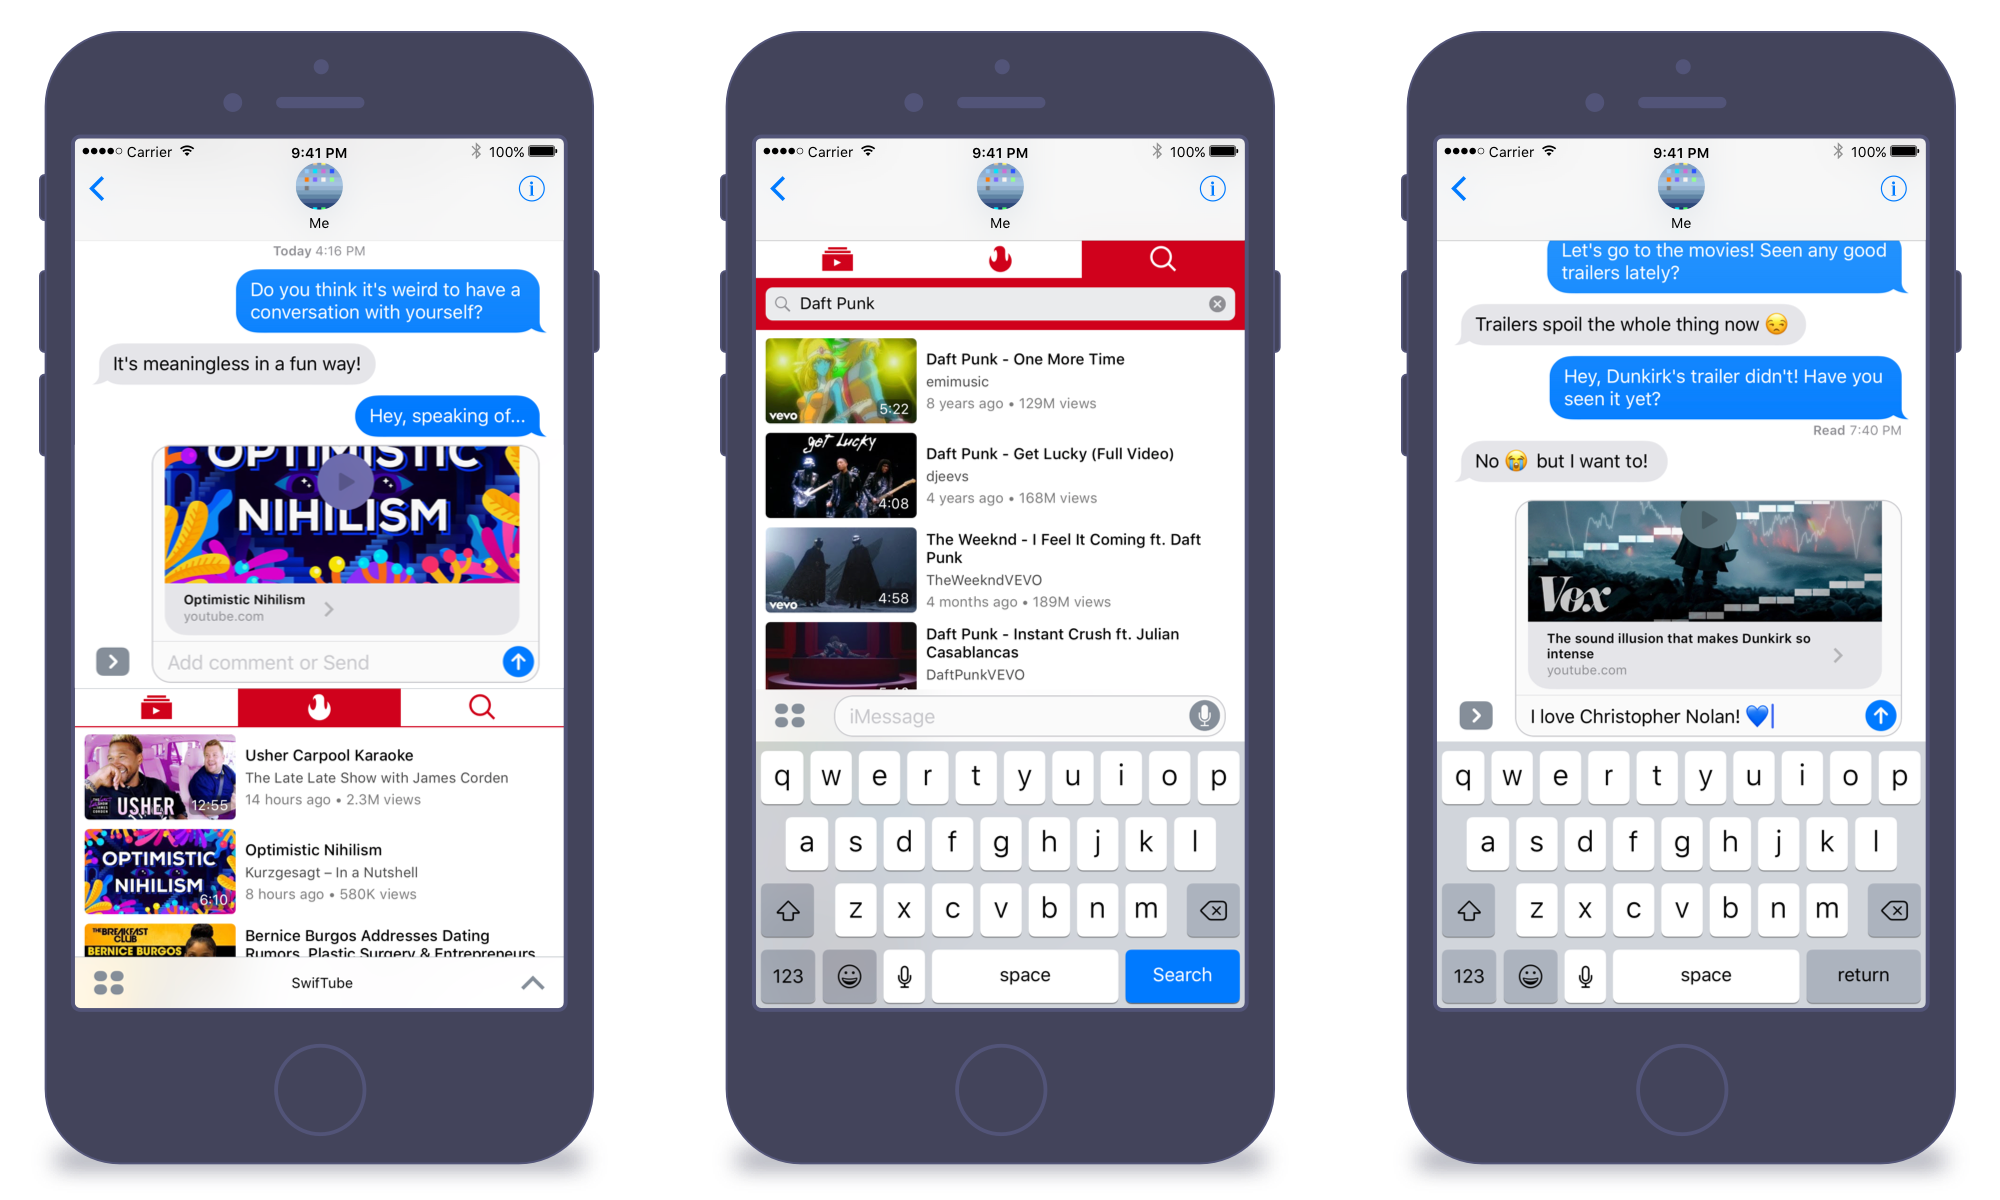 Carrier
9:41 PM
100%
Me
Today 4:16 PM
Do you think it's weird to have a
conversation with yourself?
It's meaningless in a fun way!
Hey, speaking of...
OPTIMISTIC
NIHILISM
Optimistic Nihilism
youtube.com
Add comment or Send
USHER
12:55
Usher Carpool Karaoke
The Late Late Show with James Corden
14 hours ago • 2.3M views
OPTIMISTIC
NIHILISM
6:10
Optimistic Nihilism
Kurzgesagt – In a Nutshell
8 hours ago • 580K views
THE BREAKFAST
CLUB
BERNICE BURGOS
Bernice Burgos Addresses Dating
Rumors, Plastic Surgery & Entrepreneurs
SwifTube
Carrier
9:41 PM
100%
Me
Daft Punk
vevo
5:22
Daft Punk - One More Time
emimusic
8 years ago • 129M views
get Lucky
4:08
Daft Punk - Get Lucky (Full Video)
djeevs
4 years ago • 168M views
vevo
4:58
The Weeknd - I Feel It Coming ft. Daft
Punk
TheWeekndVEVO
4 months ago • 189M views
Daft Punk - Instant Crush ft. Julian
Casablancas
DaftPunkVEVO
iMessage
q w e r t y u i o p
a s d f g h j k l
z x c v b n m
123 space Search
Carrier
9:41 PM
100%
Me
Let's go to the movies! Seen any good
trailers lately?
Trailers spoil the whole thing now 😒
Hey, Dunkirk's trailer didn't! Have you
seen it yet?
Read 7:40 PM
No 😭 but I want to!
Vox
The sound illusion that makes Dunkirk so
intense
youtube.com
I love Christopher Nolan! 💙
q w e r t y u i o p
a s d f g h j k l
z x c v b n m
123 space return